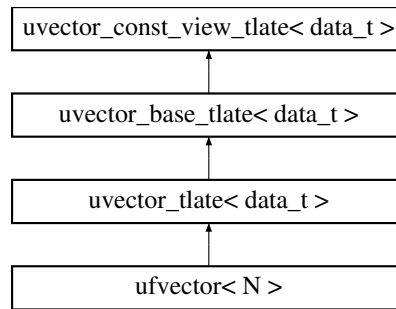 uvector_const_view_tlate< data_t >
uvector_base_tlate< data_t >
uvector_tlate< data_t >
ufvector< N >